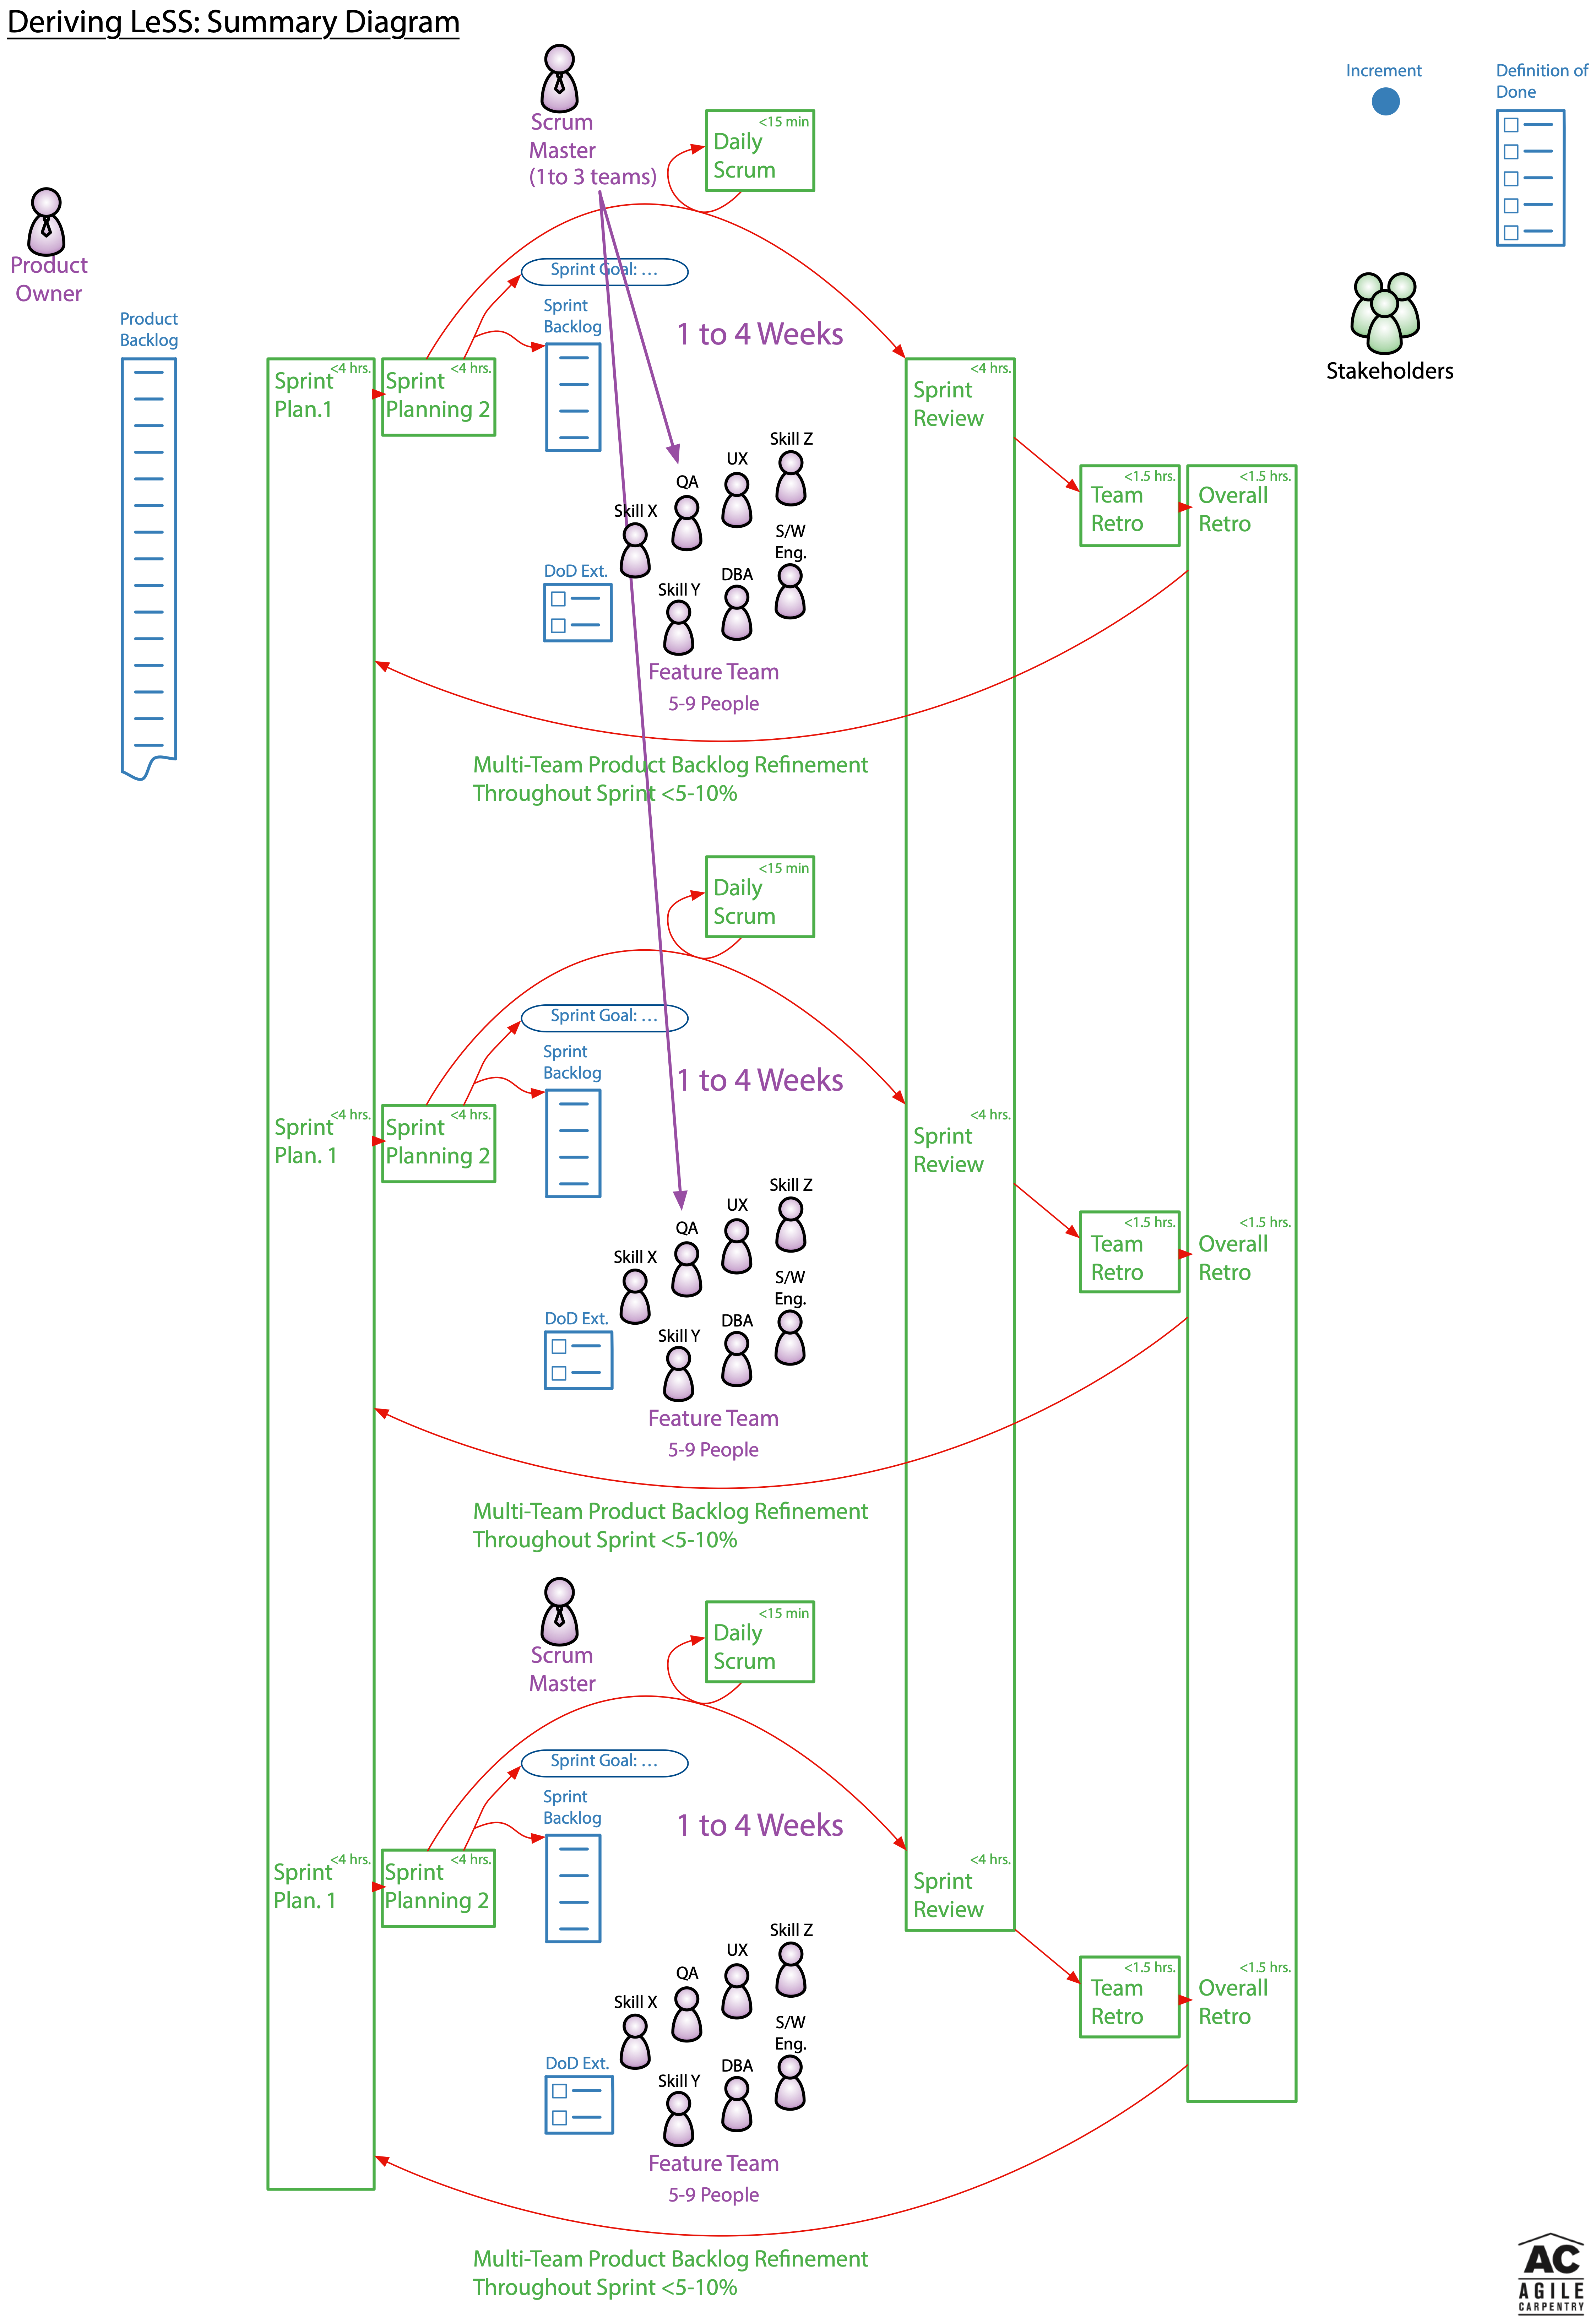 Deriving LeSS: Summary Diagram
Increment
Definition of
Done
Scrum
Master
(1to 3 teams)
<15 min
Daily
Scrum
Product
Owner
Sprint Goal: ...
Product
Backlog
Sprint
Backlog
1 to 4 Weeks
Stakeholders
<4 hrs.
Sprint
Plan.1
<4 hrs.
Sprint
Planning 2
<4 hrs.
Sprint
Review
Skill Z
UX
QA
Skill X
S/W
Eng.
DoD Ext.
DBA
Skill Y
Feature Team
5-9 People
<1.5 hrs.
Team
Retro
<1.5 hrs.
Overall
Retro
Multi-Team Product Backlog Refinement
Throughout Sprint <5-10%
<15 min
Daily
Scrum
Sprint Goal: ...
Sprint
Backlog
1 to 4 Weeks
<4 hrs.
Sprint
Plan. 1
<4 hrs.
Sprint
Planning 2
<4 hrs.
Sprint
Review
Skill Z
UX
QA
Skill X
S/W
Eng.
DoD Ext.
DBA
Skill Y
Feature Team
5-9 People
<1.5 hrs.
Team
Retro
<1.5 hrs.
Overall
Retro
Multi-Team Product Backlog Refinement
Throughout Sprint <5-10%
Scrum
Master
<15 min
Daily
Scrum
Sprint Goal: ...
Sprint
Backlog
1 to 4 Weeks
<4 hrs.
Sprint
Plan. 1
<4 hrs.
Sprint
Planning 2
<4 hrs.
Sprint
Review
Skill Z
UX
QA
Skill X
S/W
Eng.
DoD Ext.
DBA
Skill Y
Feature Team
5-9 People
<1.5 hrs.
Team
Retro
<1.5 hrs.
Overall
Retro
Multi-Team Product Backlog Refinement
Throughout Sprint <5-10%
AC
AGILE
CARPENTRY